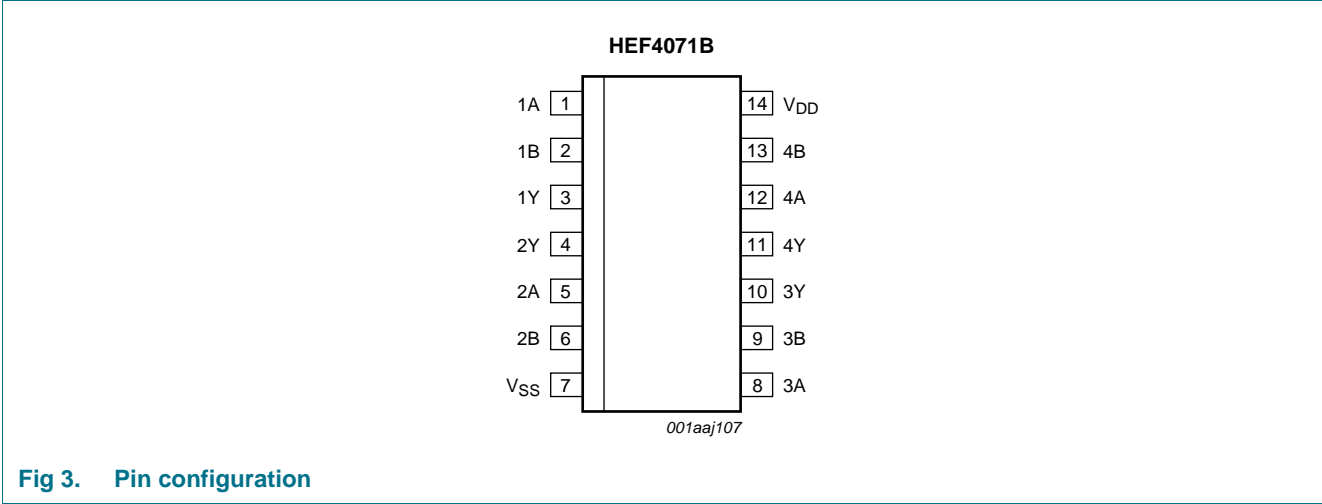 HEF4071B
1A 1 14 VDD
1B 2 13 4B
1Y 3 12 4A
2Y 4 11 4Y
2A 5 10 3Y
2B 6 9 3B
VSS 7 8 3A
001aaj107
Fig 3. Pin configuration